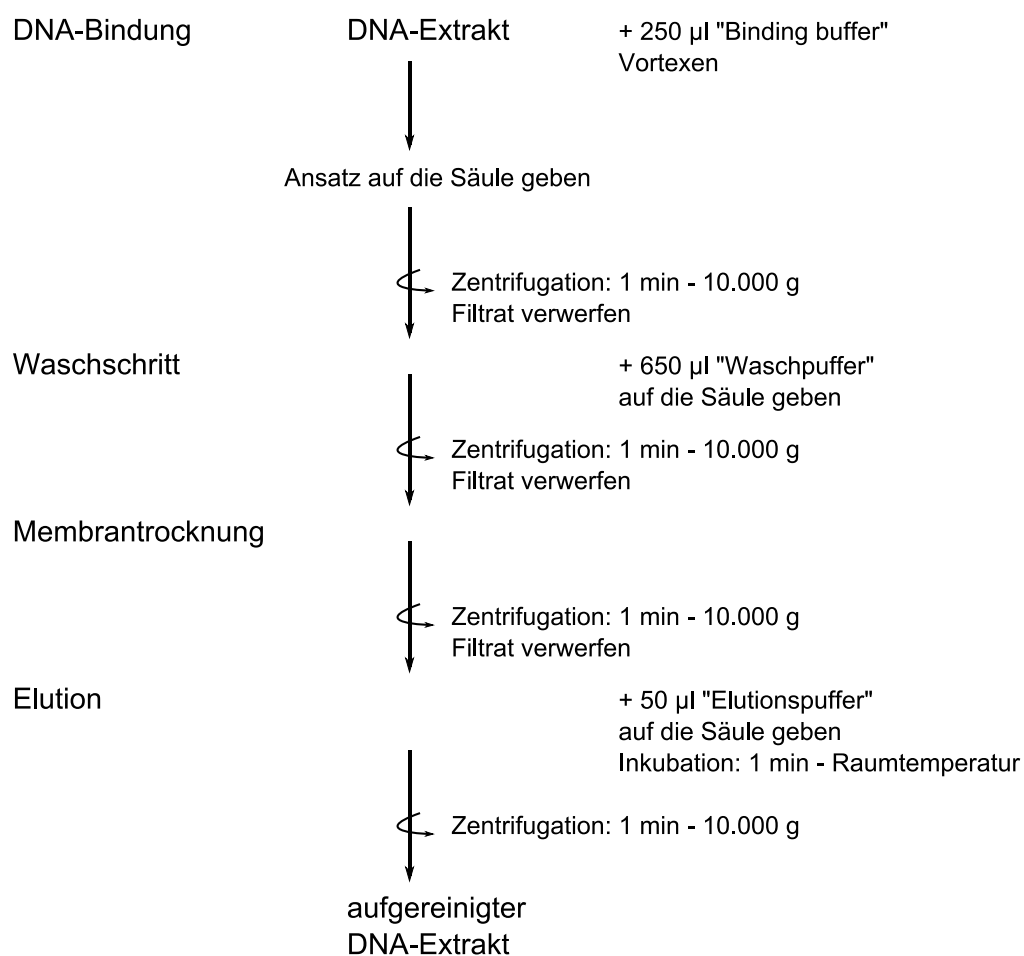 DNA-Bindung
DNA-Extrakt
+ 250 µl "Binding buffer"
Vortexen
Ansatz auf die Säule geben
Zentrifugation: 1 min - 10.000 g
Filtrat verwerfen
Waschschritt
+ 650 µl "Waschpuffer"
auf die Säule geben
Zentrifugation: 1 min - 10.000 g
Filtrat verwerfen
Membrantrocknung
Zentrifugation: 1 min - 10.000 g
Filtrat verwerfen
Elution
+ 50 µl "Elutionspuffer"
auf die Säule geben
Inkubation: 1 min - Raumtemperatur
Zentrifugation: 1 min - 10.000 g
aufgereinigter
DNA-Extrakt